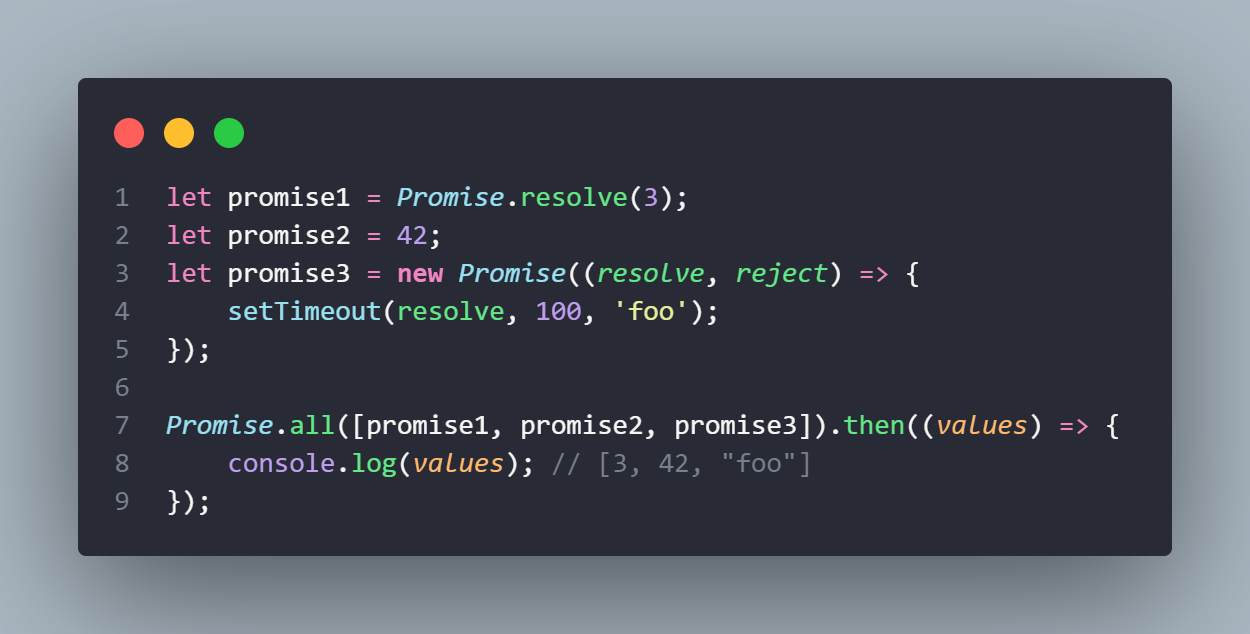 1 let promise1 = Promise.resolve(3);
2 let promise2 = 42;
3 let promise3 = new Promise((resolve, reject) => {
4     setTimeout(resolve, 100, 'foo');
5 });
6
7 Promise.all([promise1, promise2, promise3]).then((values) => {
8     console.log(values); // [3, 42, "foo"]
9 });